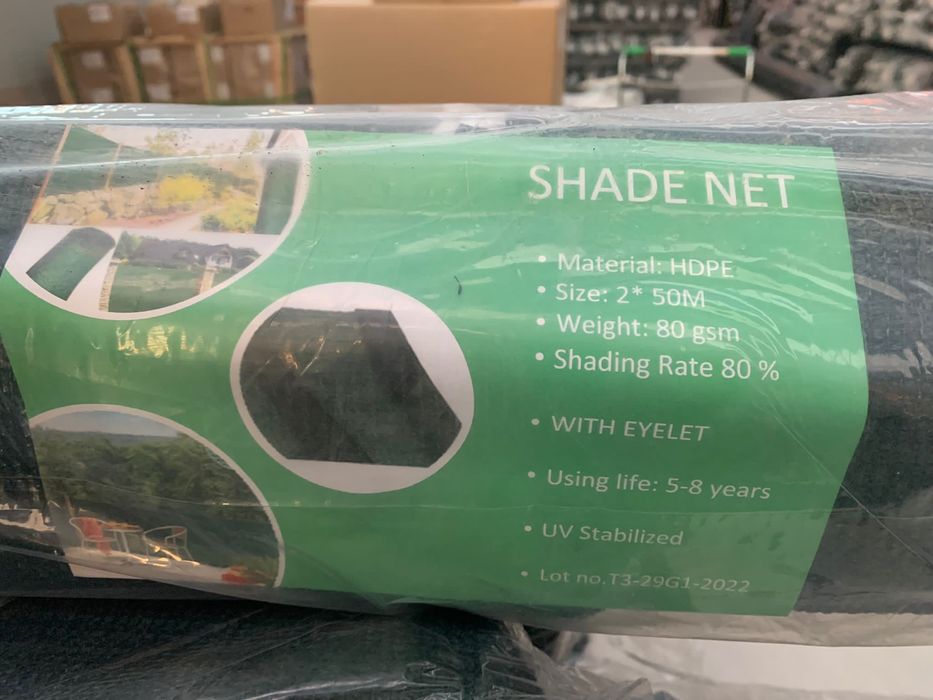 SHADE NET
• Material: HDPE
• Size: 2* 50M
• Weight: 80 gsm
• Shading Rate 80 %
• WITH EYELET
• Using life: 5-8 years
• UV Stabilized
• Lot no.T3-29G1-2022